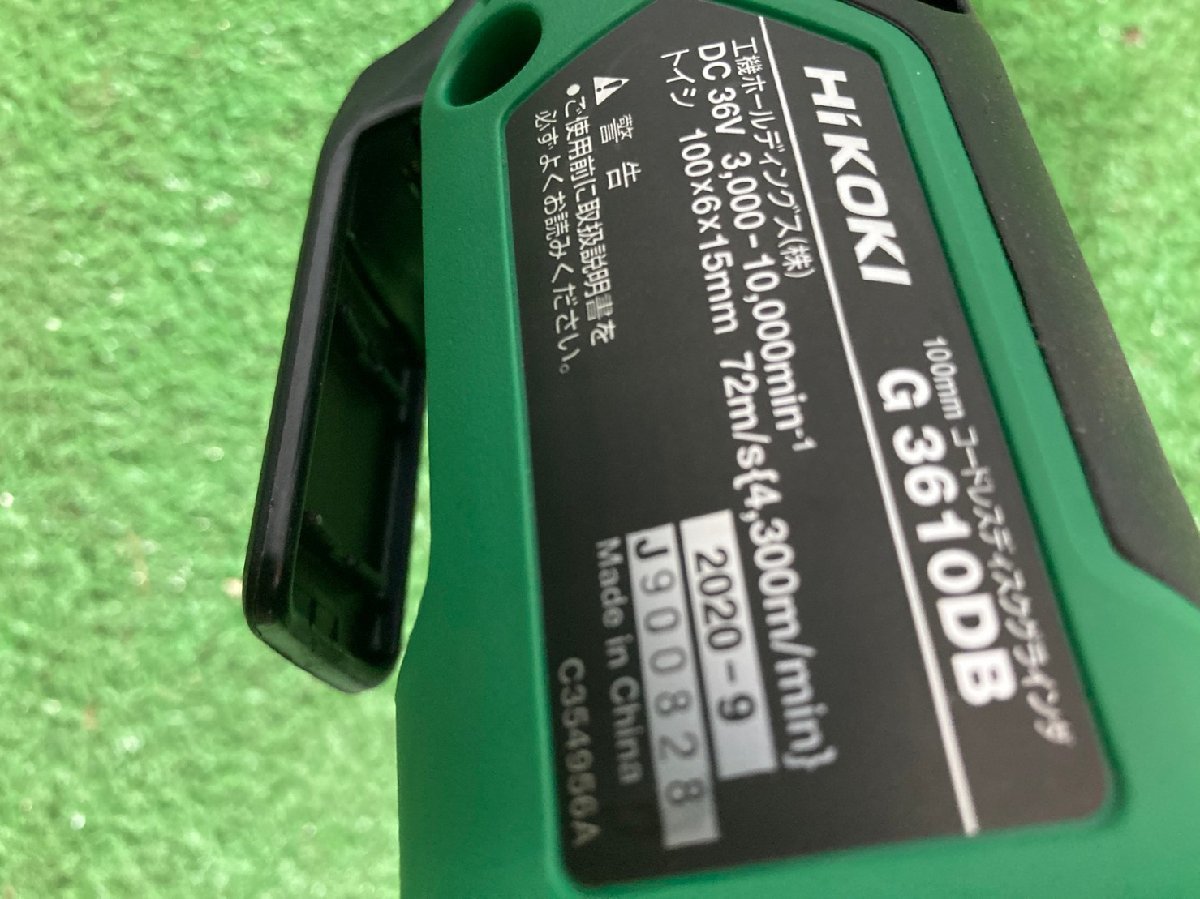 HiKOKI
100mm コードレスディスクグラインダ
G 3610DB
工機ホールディングス(株)
DC 36V 3,000-10,000min⁻¹
トイシ 100×6×15mm 72m/s{4,300m/min}
2020-9
J900828
Made in China
⚠ 警告
●ご使用前に取扱説明書を
必ずよくお読みください。
C354956A